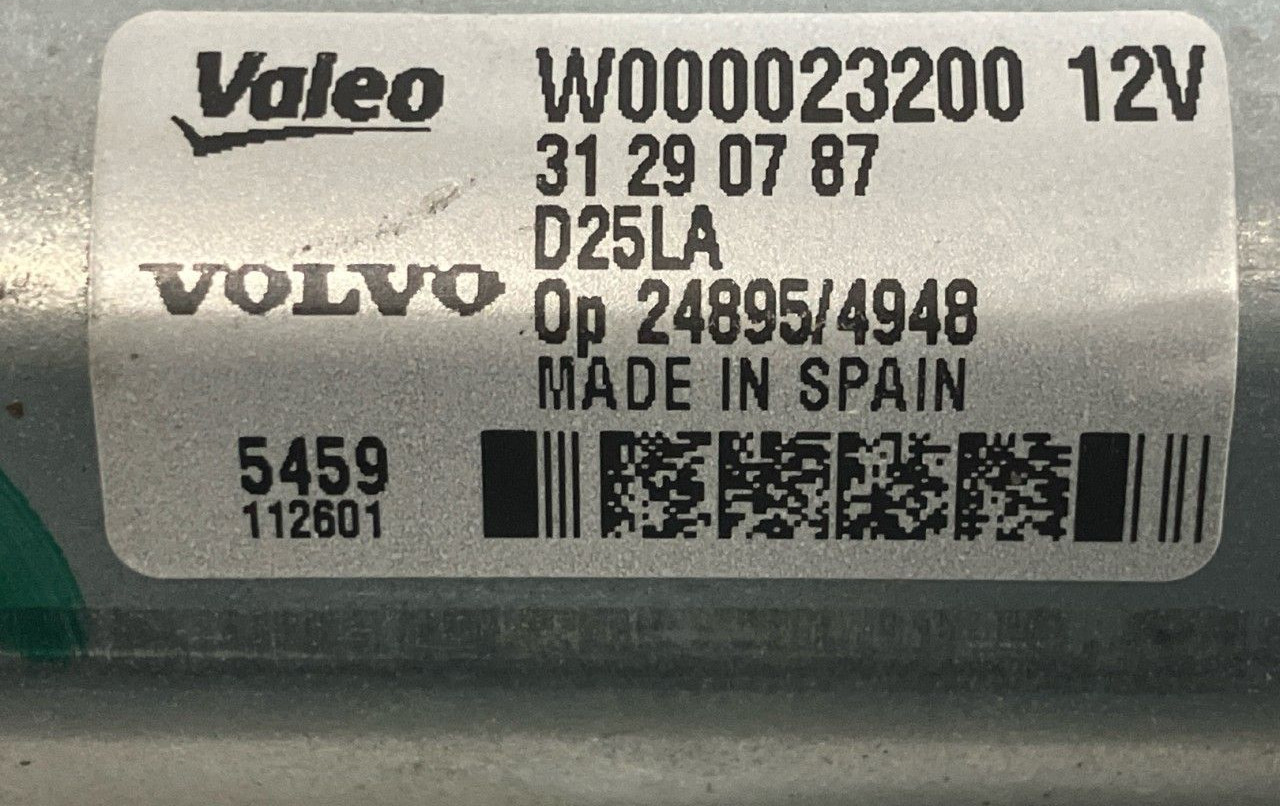 Valeo W000023200 12V
31 29 07 87
D25LA
VOLVO
Op 24895/4948
MADE IN SPAIN
5459
112601